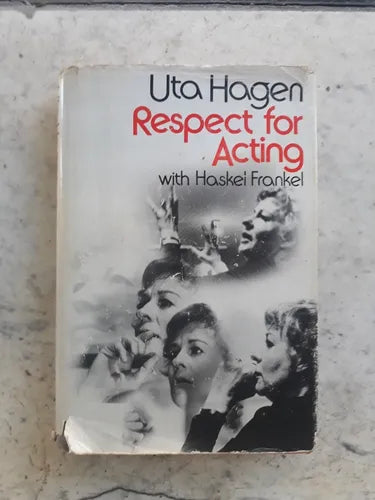 Uta Hagen
Respect for
Acting
with Haskel Frankel